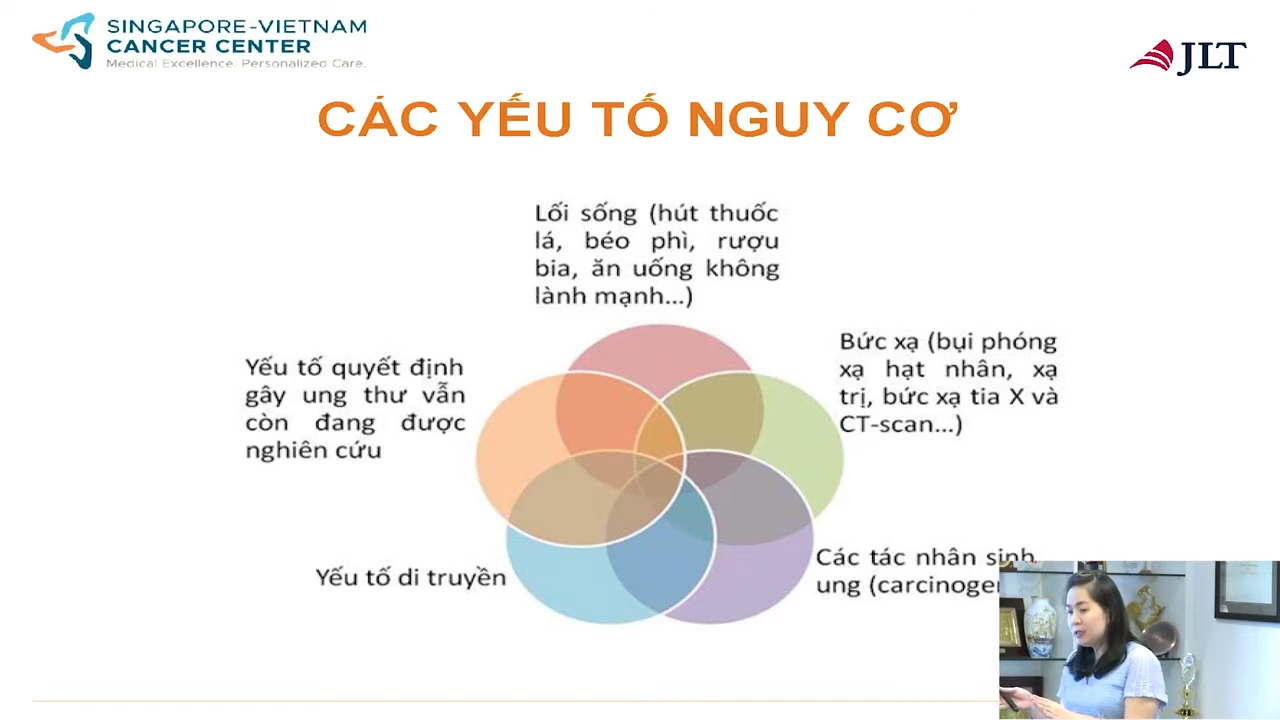 SINGAPORE-VIETNAM
CANCER CENTER
Medical Excellence. Personalized Care.
JLT
CÁC YẾU TỐ NGUY CƠ
Lối sống (hút thuốc
lá, béo phì, rượu
bia, ăn uống không
lành mạnh...)
Yếu tố quyết định
gây ung thư vẫn
còn đang được
nghiên cứu
Bức xạ (bụi phóng
xạ hạt nhân, xạ
trị, bức xạ tia X và
CT-scan...)
Yếu tố di truyền
Các tác nhân sinh
ung (carcinogen